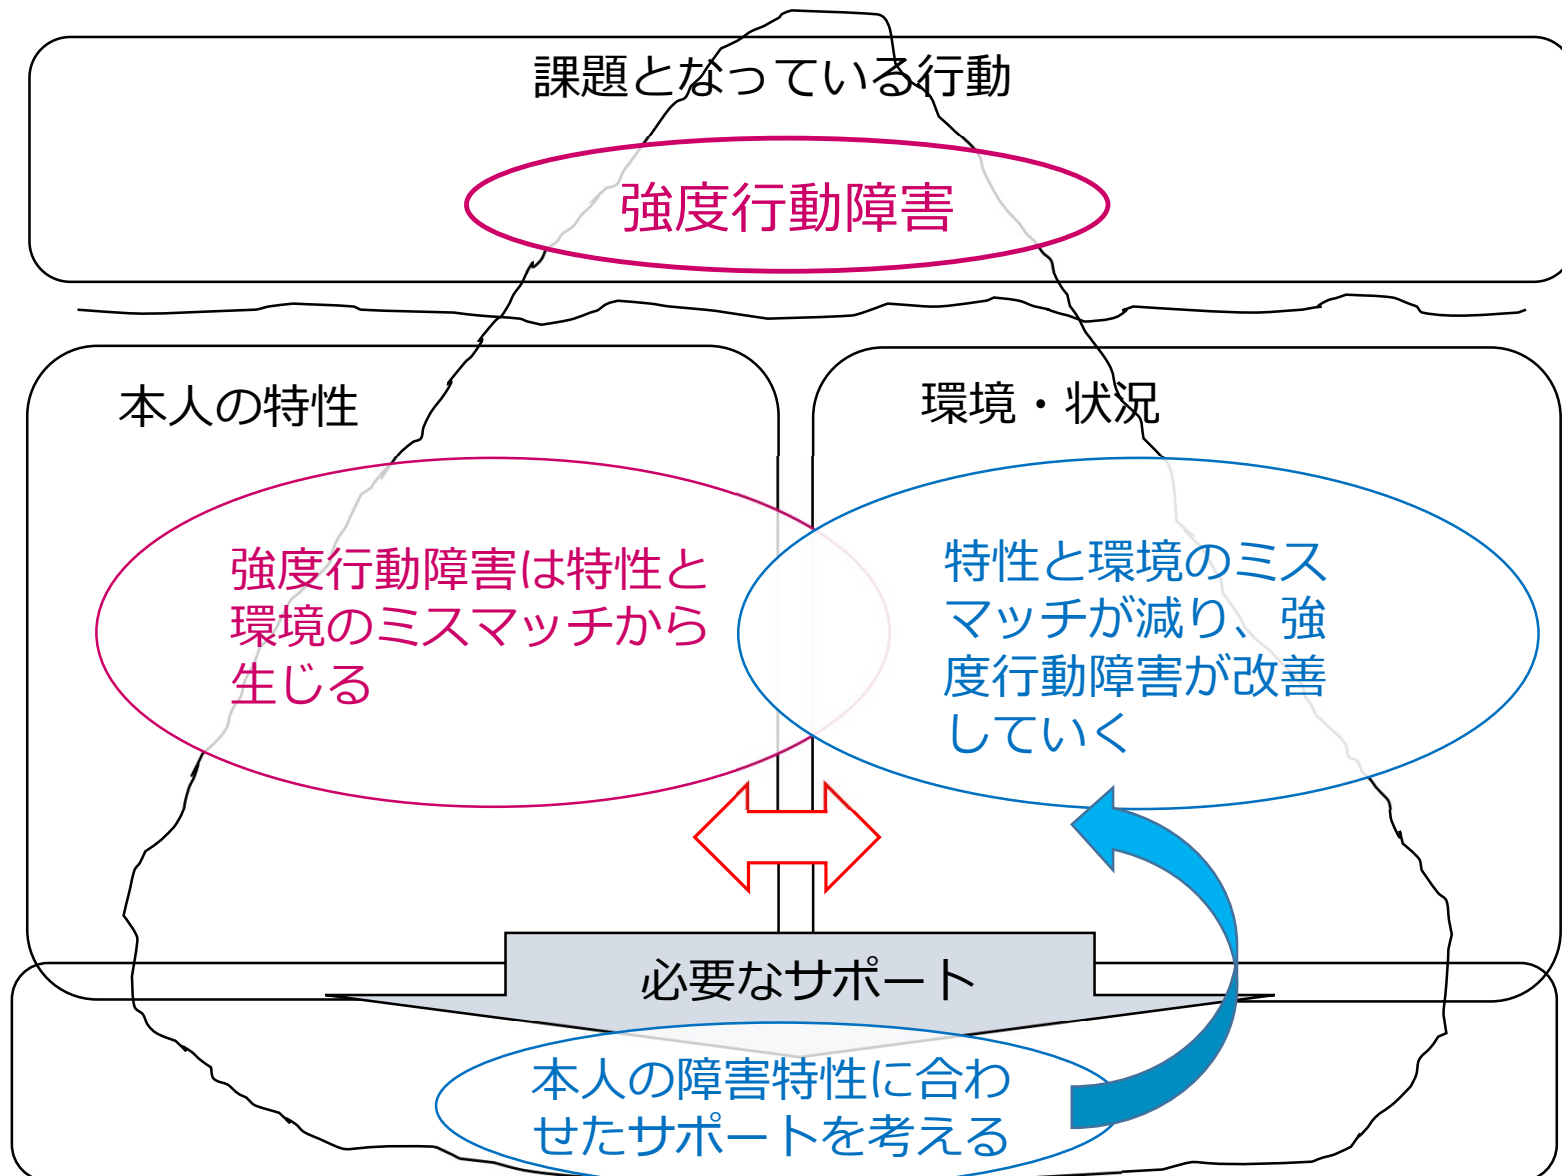 課題となっている行動
強度行動障害
本人の特性
環境・状況
強度行動障害は特性と
環境のミスマッチから
生じる
特性と環境のミス
マッチが減り、強
度行動障害が改善
していく
必要なサポート
本人の障害特性に合わ
せたサポートを考える